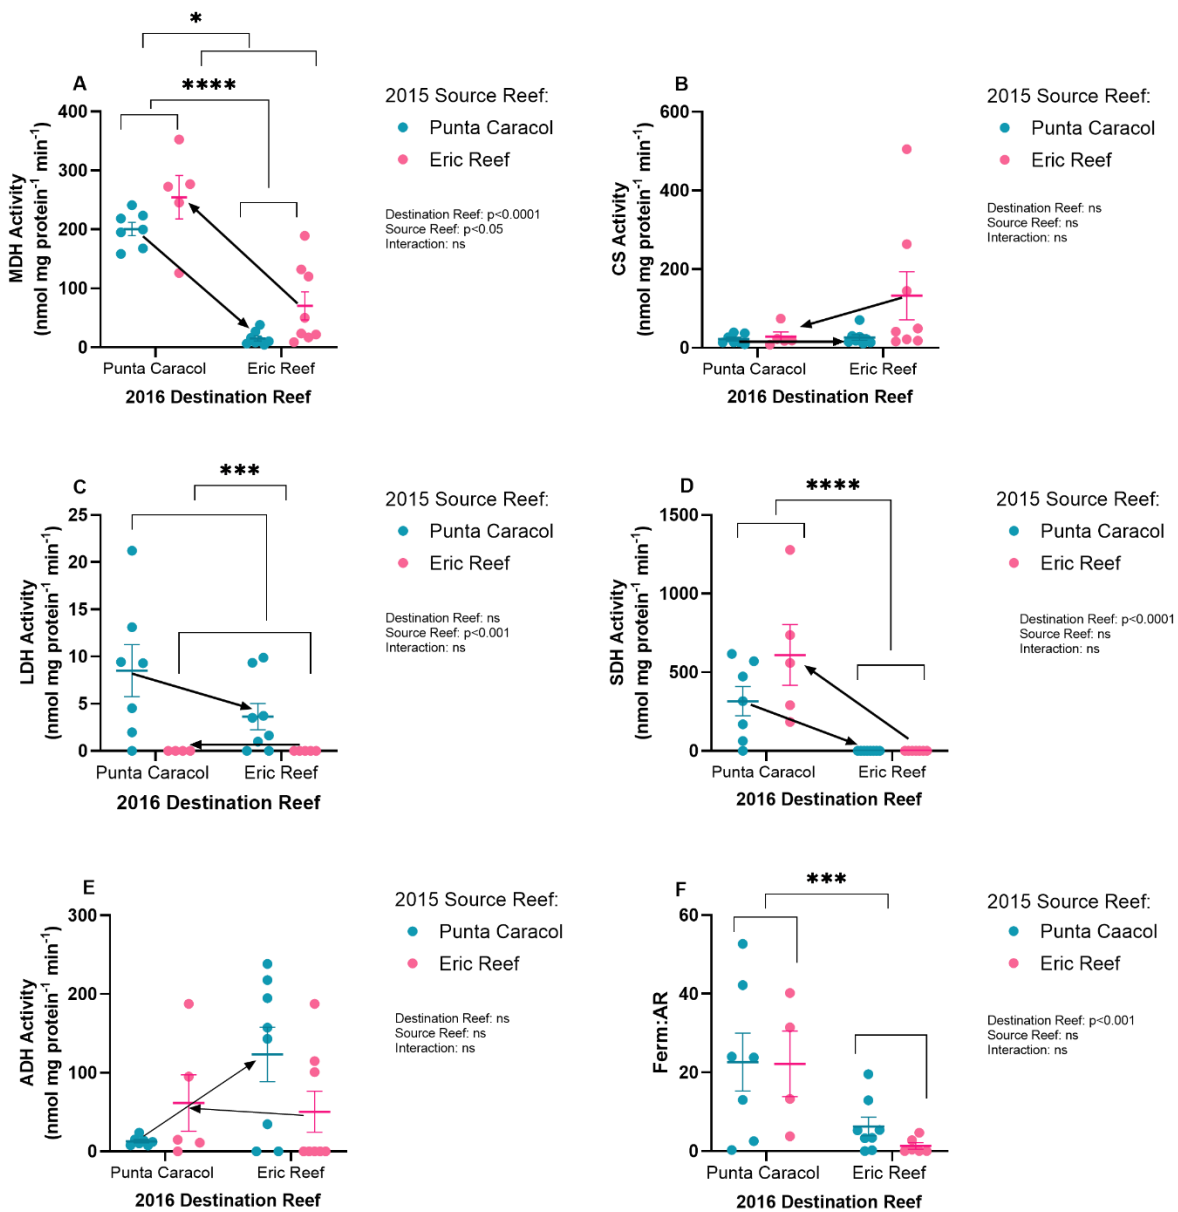 *
A
****
400
300
200
100
0
MDH Activity
(nmol mg protein⁻¹ min⁻¹)
Punta Caracol
Eric Reef
2016 Destination Reef
2015 Source Reef:
Punta Caracol
Eric Reef
Destination Reef: p<0.0001
Source Reef: p<0.05
Interaction: ns
B
600
400
200
0
CS Activity
(nmol mg protein⁻¹ min⁻¹)
Punta Caracol
Eric Reef
2016 Destination Reef
2015 Source Reef:
Punta Caracol
Eric Reef
Destination Reef: ns
Source Reef: ns
Interaction: ns
C
***
25
20
15
10
5
0
LDH Activity
(nmol mg protein⁻¹ min⁻¹)
Punta Caracol
Eric Reef
2016 Destination Reef
2015 Source Reef:
Punta Caracol
Eric Reef
Destination Reef: ns
Source Reef: p<0.001
Interaction: ns
D
****
1500
1000
500
0
SDH Activity
(nmol mg protein⁻¹ min⁻¹)
Punta Caracol
Eric Reef
2016 Destination Reef
2015 Source Reef:
Punta Caracol
Eric Reef
Destination Reef: p<0.0001
Source Reef: ns
Interaction: ns
E
300
200
100
0
ADH Activity
(nmol mg protein⁻¹ min⁻¹)
Punta Caracol
Eric Reef
2016 Destination Reef
2015 Source Reef:
Punta Caracol
Eric Reef
Destination Reef: ns
Source Reef: ns
Interaction: ns
F
***
60
40
20
0
Ferm:AR
Punta Caracol
Eric Reef
2016 Destination Reef
2015 Source Reef:
Punta Caacol
Eric Reef
Destination Reef: p<0.001
Source Reef: ns
Interaction: ns